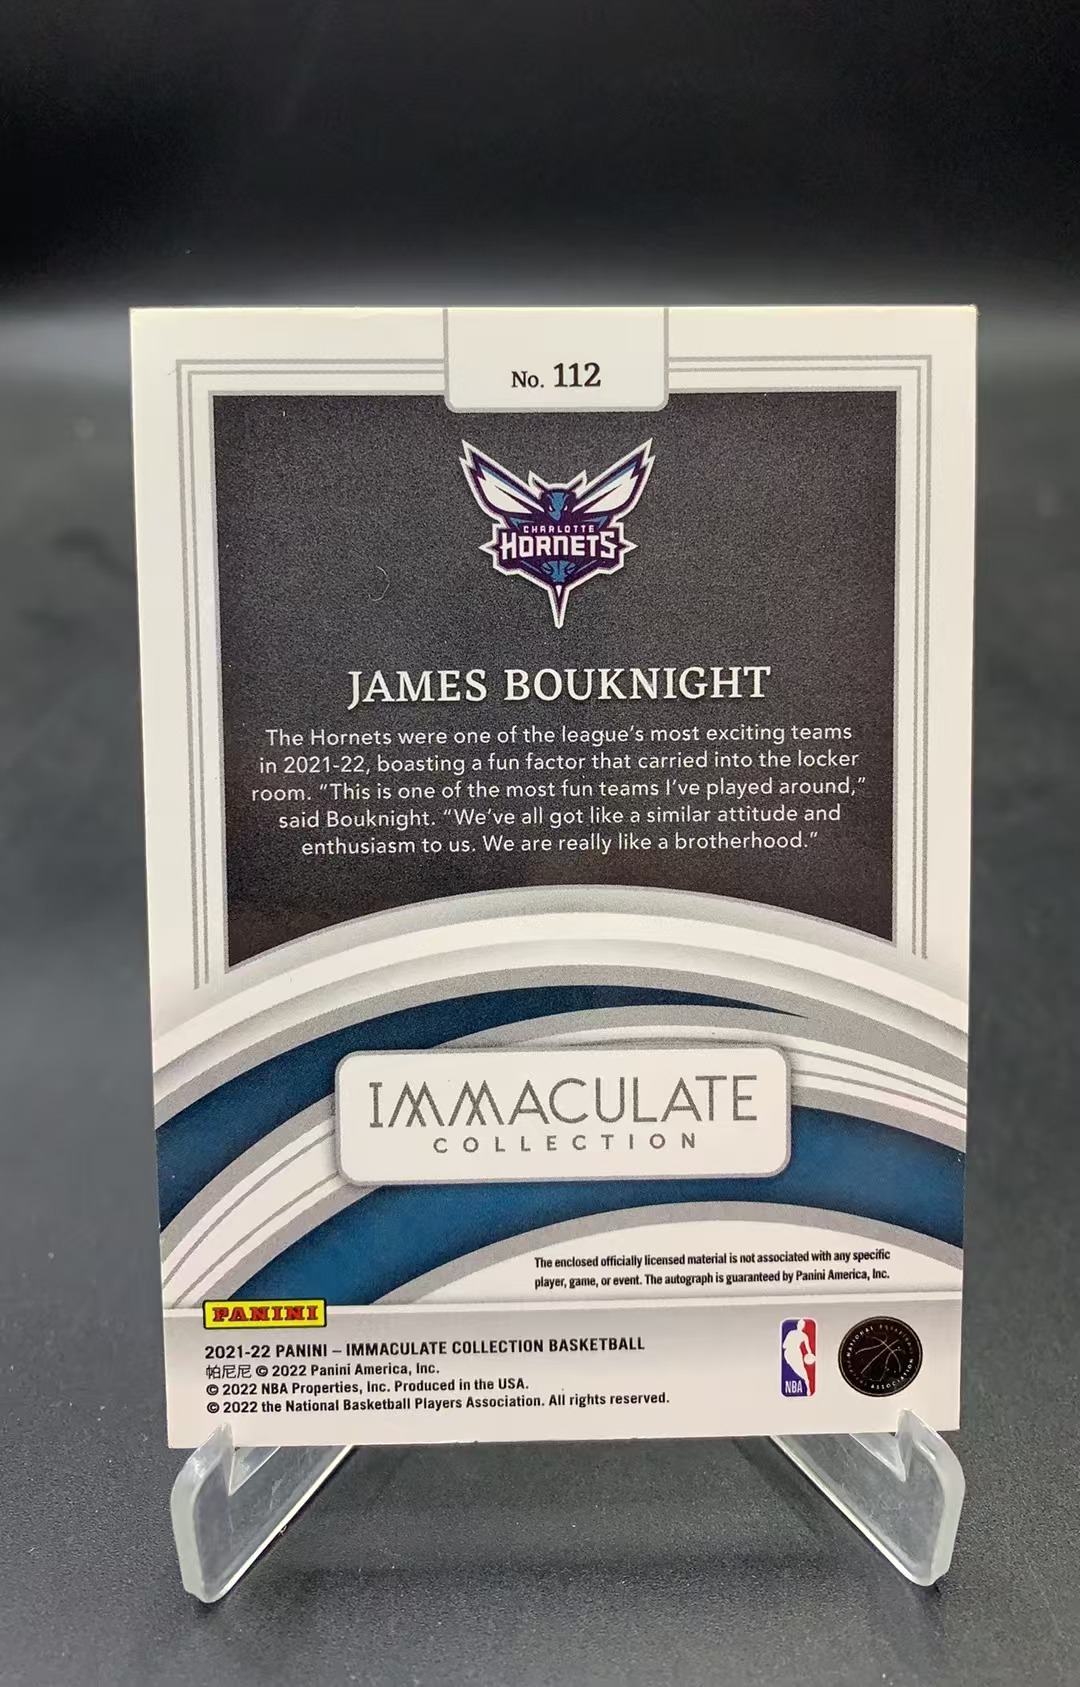 No. 112
CHARLOTTE
HORNETS
JAMES BOUKNIGHT
The Hornets were one of the league's most exciting teams
in 2021-22, boasting a fun factor that carried into the locker
room. "This is one of the most fun teams I've played around,"
said Bouknight. "We've all got like a similar attitude and
enthusiasm to us. We are really like a brotherhood."
IMMACULATE
COLLECTION
The enclosed officially licensed material is not associated with any specific
player, game, or event. The autograph is guaranteed by Panini America, Inc.
PANINI
2021-22 PANINI – IMMACULATE COLLECTION BASKETBALL
帕尼尼 © 2022 Panini America, Inc.
© 2022 NBA Properties, Inc. Produced in the USA.
© 2022 the National Basketball Players Association. All rights reserved.
NBA